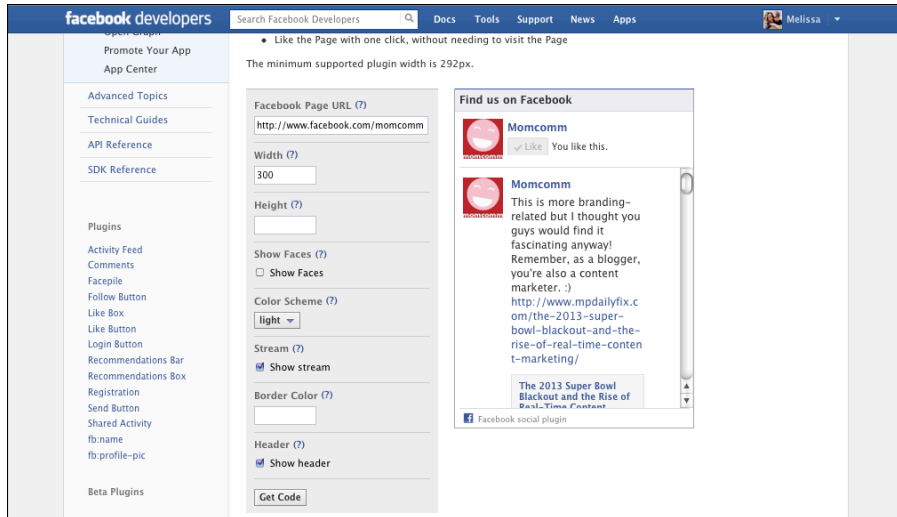 facebook developers
Search Facebook Developers
Docs Tools Support News Apps
Melissa
Open Graph
Promote Your App
App Center
Advanced Topics
Technical Guides
API Reference
SDK Reference
Plugins
Activity Feed
Comments
Facepile
Follow Button
Like Box
Like Button
Login Button
Recommendations Bar
Recommendations Box
Registration
Send Button
Shared Activity
fb:name
fb:profile-pic
Beta Plugins
• Like the Page with one click, without needing to visit the Page
The minimum supported plugin width is 292px.
Facebook Page URL (?)
http://www.facebook.com/momcomm
Width (?)
300
Height (?)
Show Faces (?)
Show Faces
Color Scheme (?)
light
Stream (?)
Show stream
Border Color (?)
Header (?)
Show header
Get Code
Find us on Facebook
momcomm
Momcomm
Like You like this.
momcomm
Momcomm
This is more branding-
related but I thought you
guys would find it
fascinating anyway!
Remember, as a blogger,
you're also a content
marketer. :)
http://www.mpdailyfix.c
om/the-2013-super-
bowl-blackout-and-the-
rise-of-real-time-conten
t-marketing/
The 2013 Super Bowl
Blackout and the Rise of
Real-Time Content
Facebook social plugin